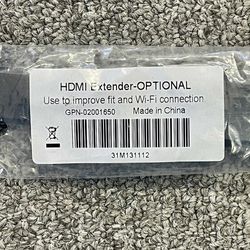 HDMI Extender-OPTIONAL
Use to improve fit and Wi-Fi connection
GPN-02001650 Made in China
31M131112